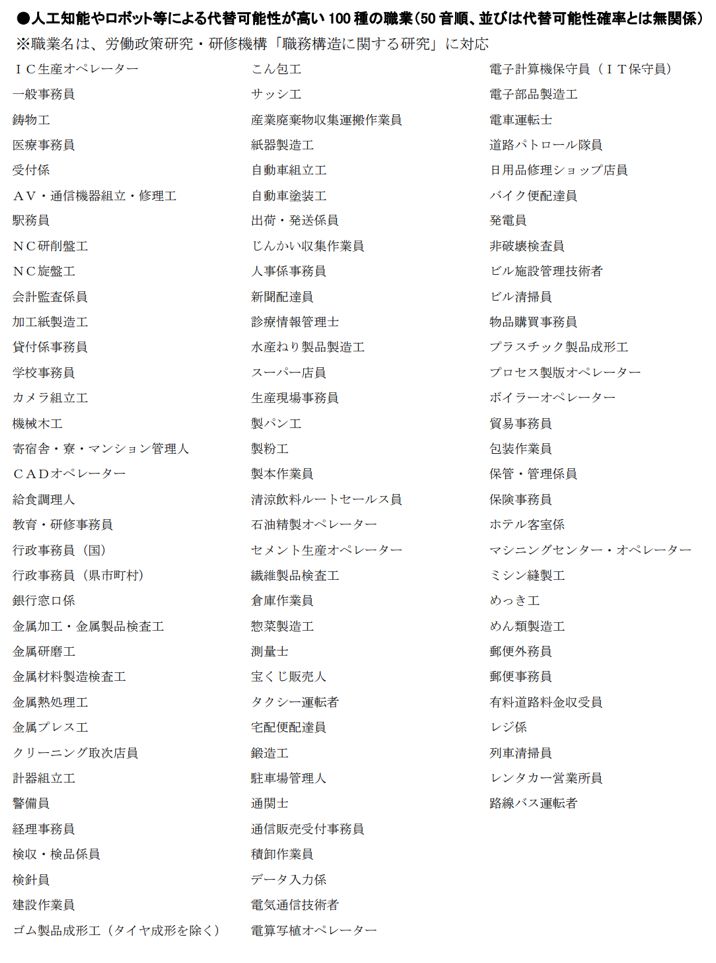 ●人工知能やロボット等による代替可能性が高い100種の職業（50音順、並びは代替可能性確率とは無関係）
※職業名は、労働政策研究・研修機構「職務構造に関する研究」に対応
ＩＣ生産オペレーター
一般事務員
鋳物工
医療事務員
受付係
ＡＶ・通信機器組立・修理工
駅務員
ＮＣ研削盤工
ＮＣ旋盤工
会計監査係員
加工紙製造工
貸付係事務員
学校事務員
カメラ組立工
機械木工
寄宿舎・寮・マンション管理人
ＣＡＤオペレーター
給食調理人
教育・研修事務員
行政事務員（国）
行政事務員（県市町村）
銀行窓口係
金属加工・金属製品検査工
金属研磨工
金属材料製造検査工
金属熱処理工
金属プレス工
クリーニング取次店員
計器組立工
警備員
経理事務員
検収・検品係員
検針員
建設作業員
ゴム製品成形工（タイヤ成形を除く）
こん包工
サッシ工
産業廃棄物収集運搬作業員
紙器製造工
自動車組立工
自動車塗装工
出荷・発送係員
じんかい収集作業員
人事係事務員
新聞配達員
診療情報管理士
水産ねり製品製造工
スーパー店員
生産現場事務員
製パン工
製粉工
製本作業員
清涼飲料ルートセールス員
石油精製オペレーター
セメント生産オペレーター
繊維製品検査工
倉庫作業員
惣菜製造工
測量士
宝くじ販売人
タクシー運転者
宅配便配達員
鍛造工
駐車場管理人
通関士
通信販売受付事務員
積卸作業員
データ入力係
電気通信技術者
電算写植オペレーター
電子計算機保守員（ＩＴ保守員）
電子部品製造工
電車運転士
道路パトロール隊員
日用品修理ショップ店員
バイク便配達員
発電員
非破壊検査員
ビル施設管理技術者
ビル清掃員
物品購買事務員
プラスチック製品成形工
プロセス製版オペレーター
ボイラーオペレーター
貿易事務員
包装作業員
保管・管理係員
保険事務員
ホテル客室係
マシニングセンター・オペレーター
ミシン縫製工
めっき工
めん類製造工
郵便外務員
郵便事務員
有料道路料金収受員
レジ係
列車清掃員
レンタカー営業所員
路線バス運転者